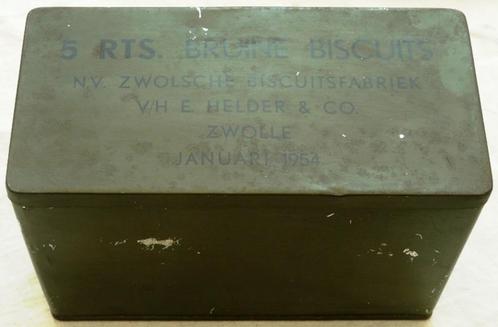 5 RTS. BRUINE BISCUITS
N.V. ZWOLSCHE BISCUITSFABRIEK
V/H E. HELDER & CO.
ZWOLLE
JANUARI 1954